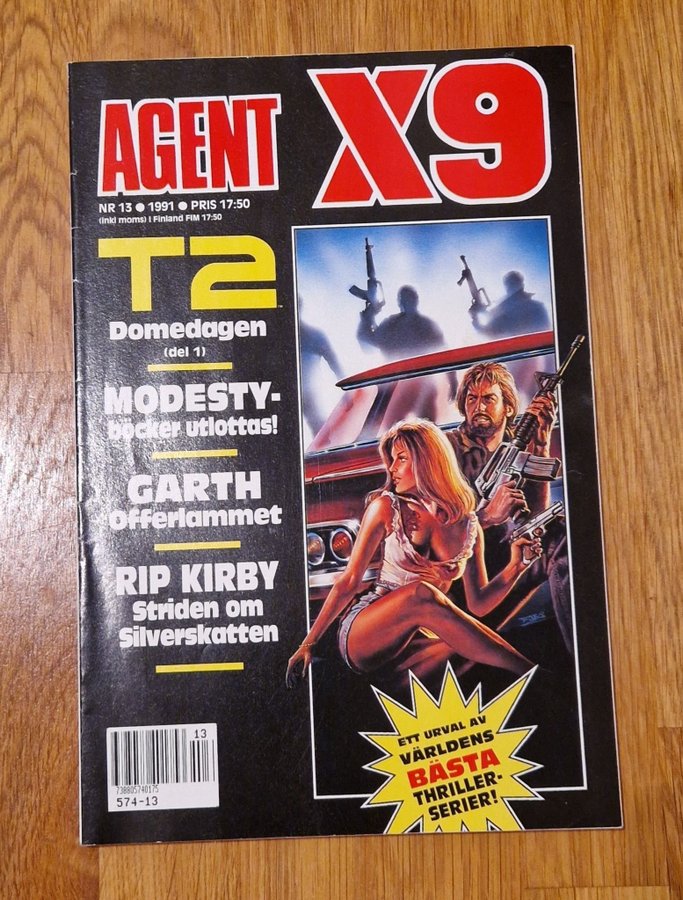 AGENT X9
NR 13 ● 1991 ● PRIS 17:50
(inkl moms) I Finland FIM 17:50
T2
Domedagen
(del 1)
MODESTY-
böcker utlottas!
GARTH
Offerlammet
RIP KIRBY
Striden om
Silverskatten
ETT URVAL AV
VÄRLDENS
BÄSTA
THRILLER-
SERIER!
13
738805740175
574-13